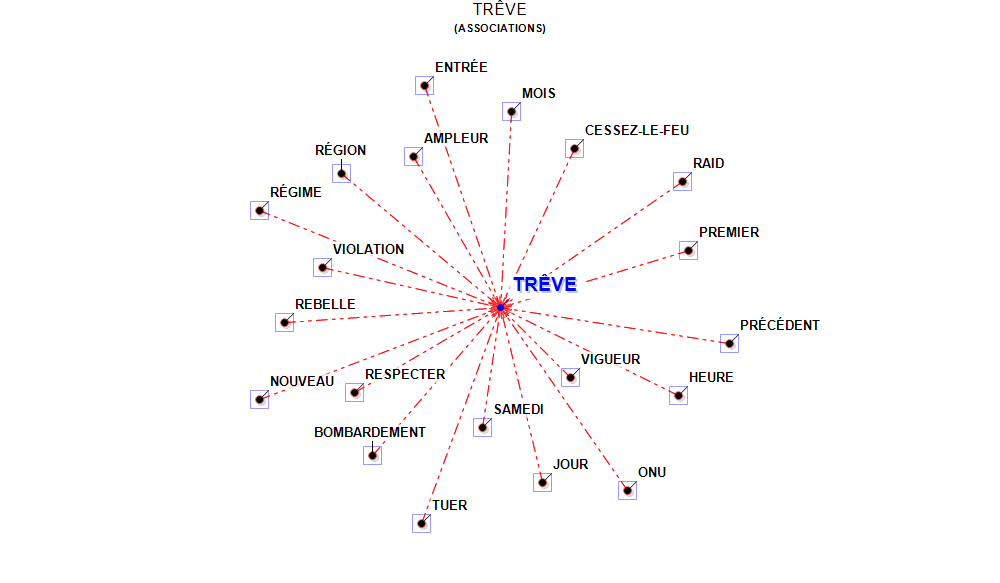 TRÊVE
(ASSOCIATIONS)
ENTRÉE
MOIS
CESSEZ-LE-FEU
AMPLEUR
RÉGION
RAID
RÉGIME
PREMIER
VIOLATION
TRÊVE
REBELLE
PRÉCÉDENT
VIGUEUR
RESPECTER
HEURE
NOUVEAU
SAMEDI
BOMBARDEMENT
JOUR
ONU
TUER